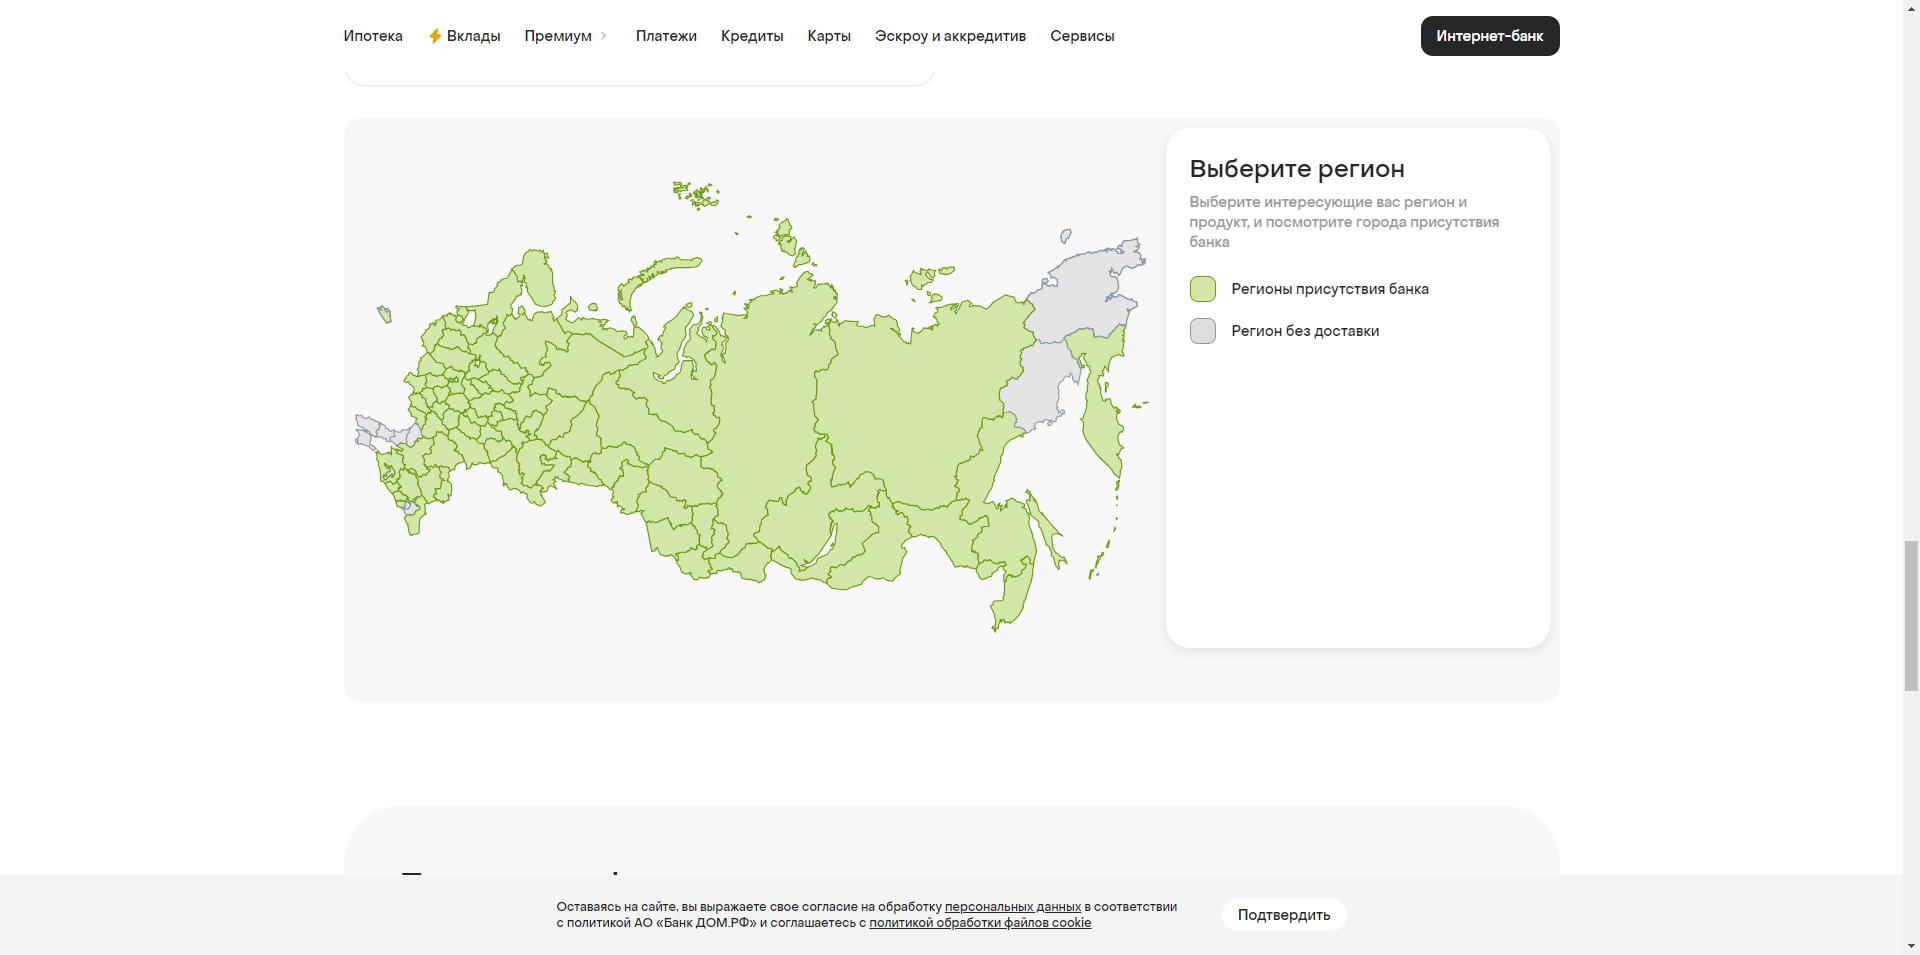 Ипотека Вклады Премиум Платежи Кредиты Карты Эскроу и аккредитив Сервисы Интернет-банк
Выберите регион
Выберите интересующие вас регион и
продукт, и посмотрите города присутствия
банка
Регионы присутствия банка
Регион без доставки
Оставаясь на сайте, вы выражаете свое согласие на обработку персональных данных в соответствии
с политикой АО «Банк ДОМ.РФ» и соглашаетесь с политикой обработки файлов cookie
Подтвердить